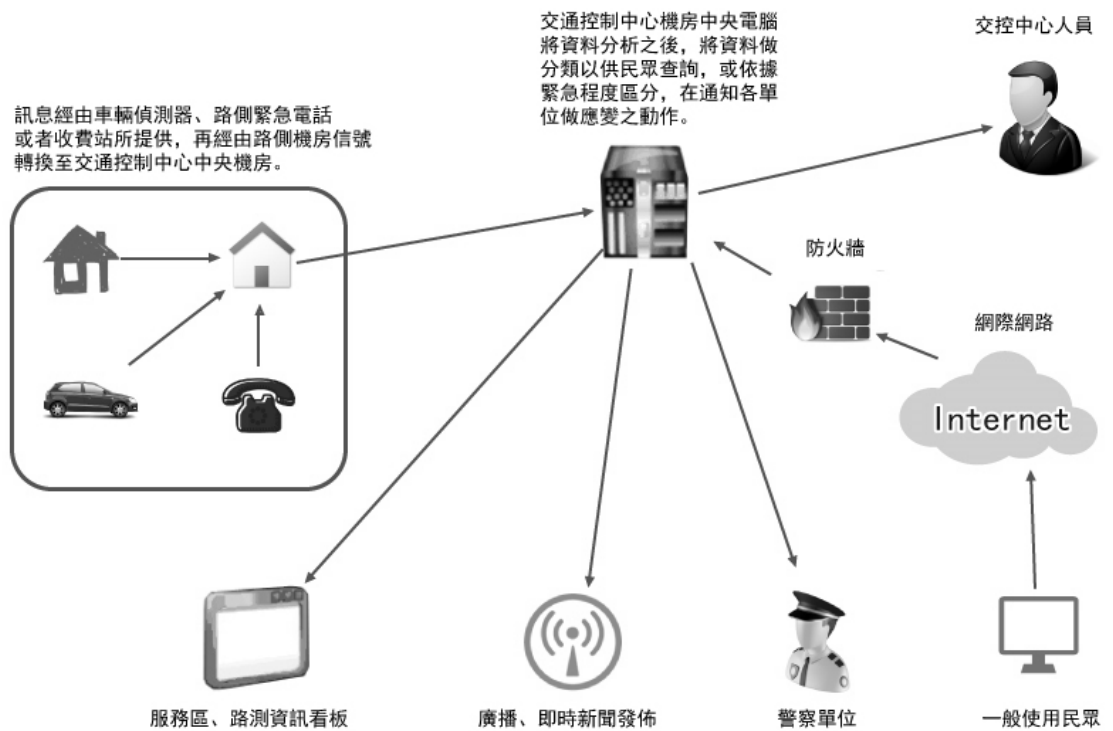 交通控制中心機房中央電腦
將資料分析之後，將資料做
分類以供民眾查詢，或依據
緊急程度區分，在通知各單
位做應變之動作。
交控中心人員
訊息經由車輛偵測器、路側緊急電話
或者收費站所提供，再經由路側機房信號
轉換至交通控制中心中央機房。
防火牆
網際網路
Internet
服務區、路測資訊看板
廣播、即時新聞發佈
警察單位
一般使用民眾